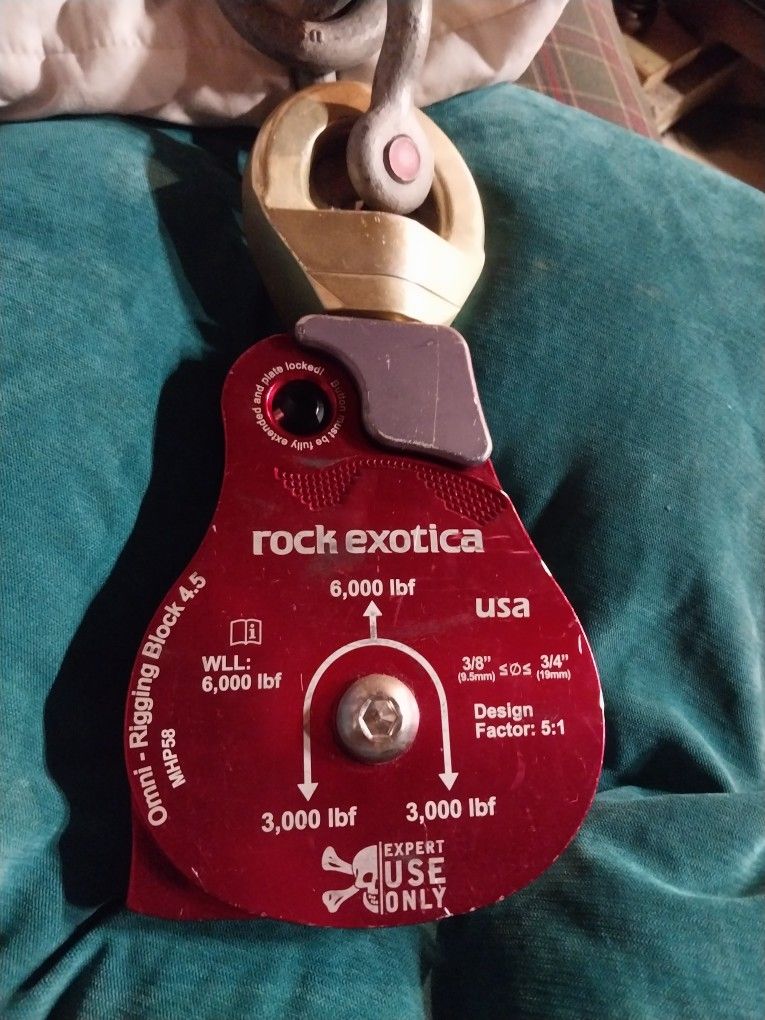 Button must be fully extended and plate locked!
rock exotica
6,000 lbf
usa
WLL:
6,000 lbf
3/8" ≤∅≤ 3/4"
(9.5mm) (19mm)
Design
Factor: 5:1
Omni - Rigging Block 4.5
MHP58
3,000 lbf 3,000 lbf
EXPERT
USE
ONLY